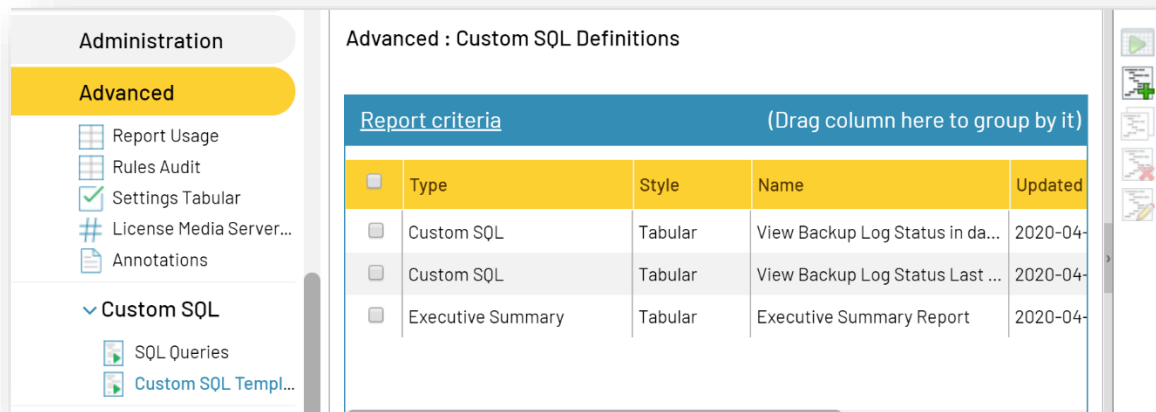 Administration
Advanced
Report Usage
Rules Audit
Settings Tabular
License Media Server...
Annotations
Custom SQL
SQL Queries
Custom SQL Templ...
Advanced : Custom SQL Definitions
Report criteria (Drag column here to group by it)
Type Style Name Updated
Custom SQL Tabular View Backup Log Status in da... 2020-04-
Custom SQL Tabular View Backup Log Status Last ... 2020-04-
Executive Summary Tabular Executive Summary Report 2020-04-